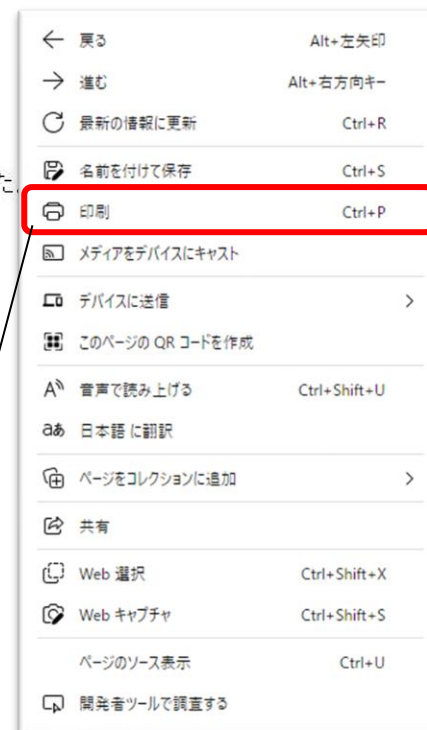 戻る Alt+左矢印
進む Alt+右方向キー
最新の情報に更新 Ctrl+R
名前を付けて保存 Ctrl+S
た。
印刷 Ctrl+P
メディアをデバイスにキャスト
デバイスに送信
このページの QR コードを作成
音声で読み上げる Ctrl+Shift+U
日本語 に翻訳
ページをコレクションに追加
共有
Web 選択 Ctrl+Shift+X
Web キャプチャ Ctrl+Shift+S
ページのソース表示 Ctrl+U
開発者ツールで調査する